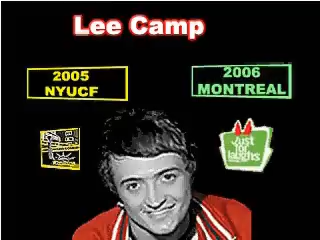 Lee Camp
2005
NYUCF
2006
MONTREAL
Just
for
laughs